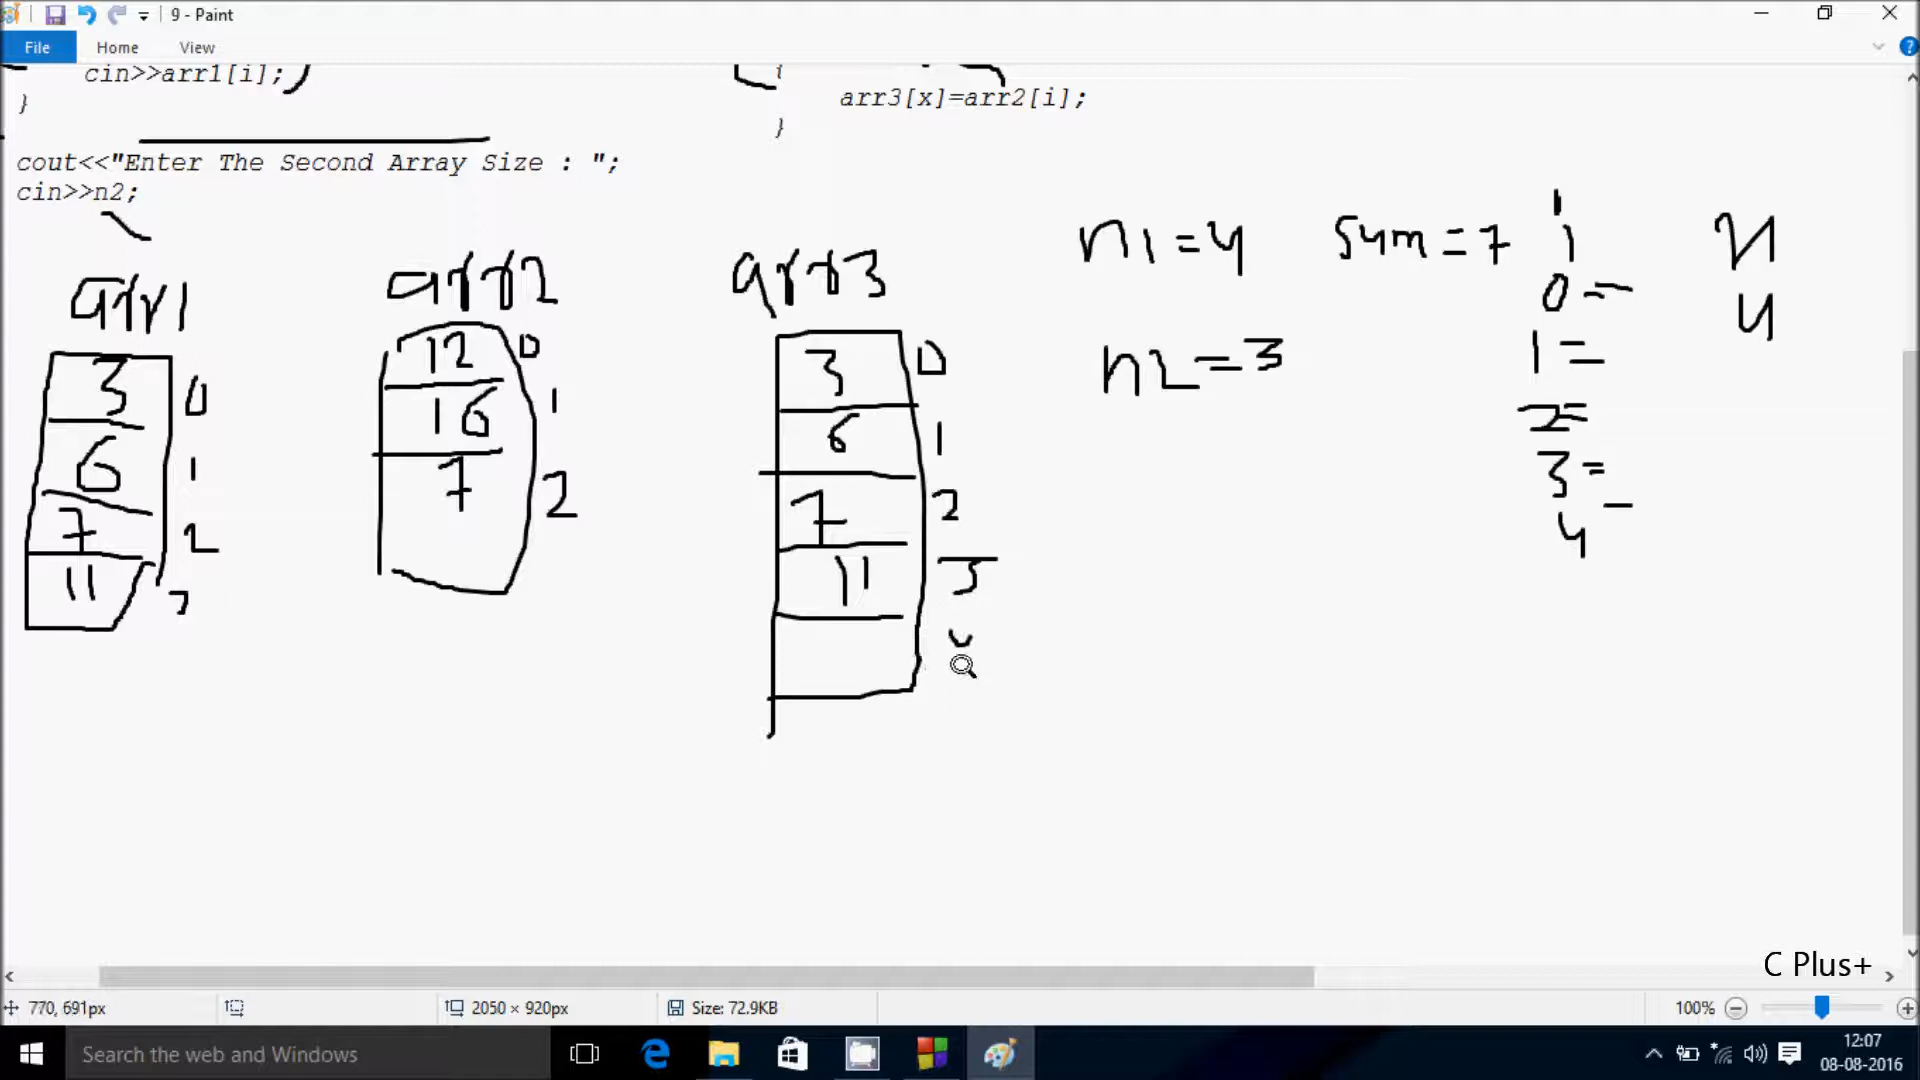 9 - Paint
File Home View
cin>>arr1[i];
}
cout<<"Enter The Second Array Size : ";
cin>>n2;
{
arr3[x]=arr2[i];
}
arr1
3 0
6 1
7 2
11
arr2
12 0
16 1
7 2
arr3
3 0
6 1
7 2
11 3
n1=4
n2=3
sum=7
i
0=
1=
2=
3=
4
4
C Plus+
770, 691px
2050 × 920px
Size: 72.9KB
100%
Search the web and Windows
12:07
08-08-2016